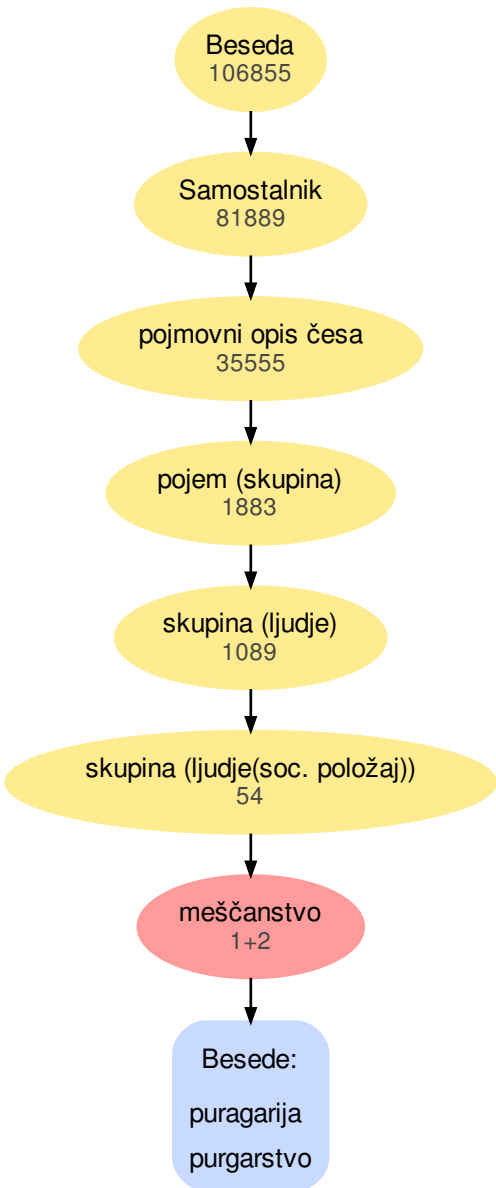 Beseda
106855
Samostalnik
81889
pojmovni opis česa
35555
pojem (skupina)
1883
skupina (ljudje)
1089
skupina (ljudje(soc. položaj))
54
meščanstvo
1+2
Besede:
puragarija
purgarstvo